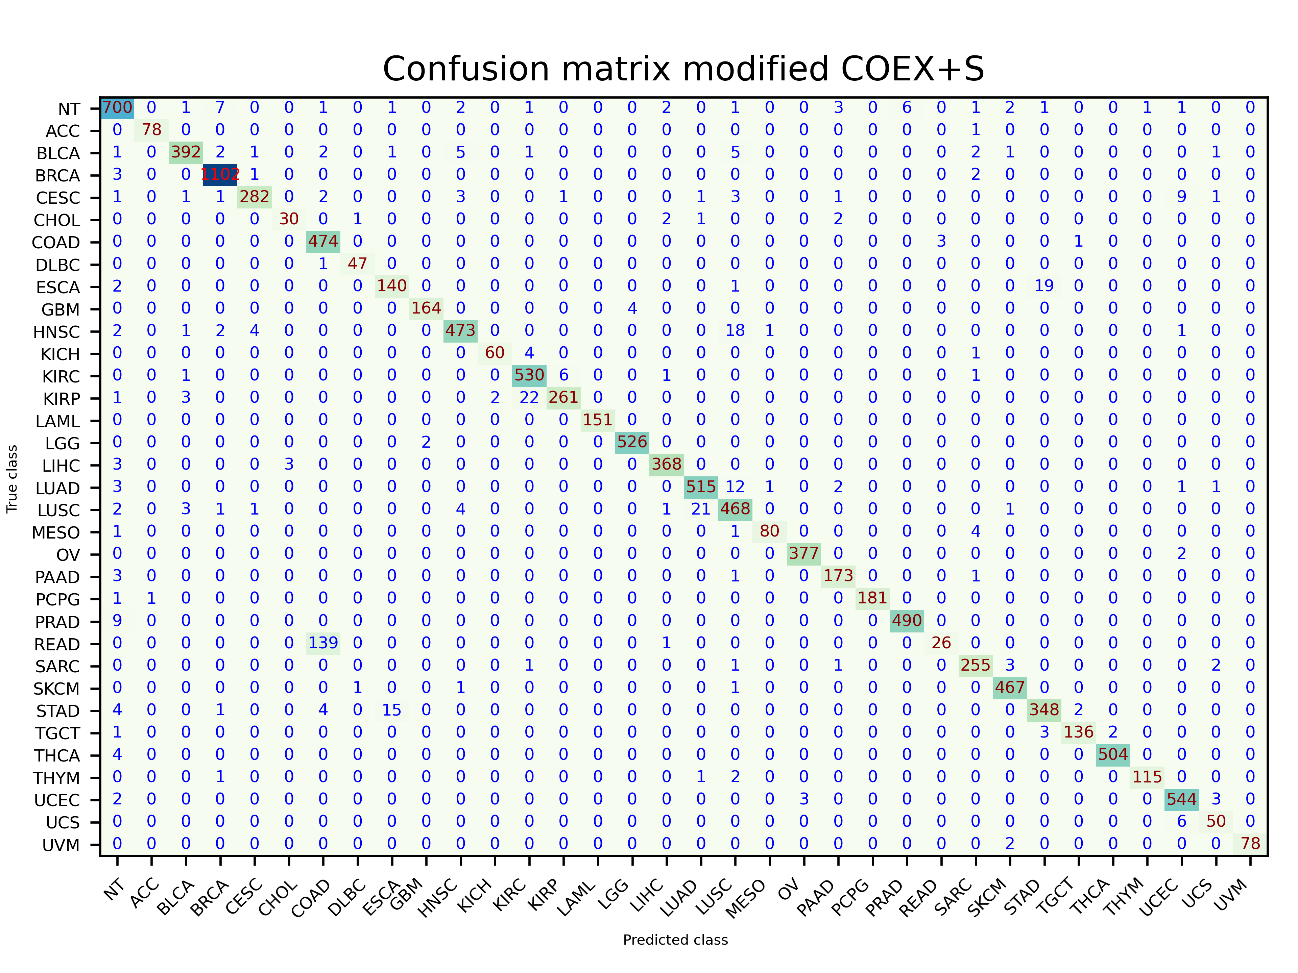 Confusion matrix modified COEX+S
NT 700 0 1 7 0 0 1 0 1 0 2 0 1 0 0 0 2 0 1 0 0 3 0 6 0 1 2 1 0 0 1 1 0 0
ACC 0 78 0 0 0 0 0 0 0 0 0 0 0 0 0 0 0 0 0 0 0 0 0 0 0 1 0 0 0 0 0 0 0 0
BLCA 1 0 392 2 1 0 2 0 1 0 5 0 1 0 0 0 0 0 5 0 0 0 0 0 0 2 1 0 0 0 0 0 1 0
BRCA 3 0 0 1102 1 0 0 0 0 0 0 0 0 0 0 0 0 0 0 0 0 0 0 0 0 2 0 0 0 0 0 0 0 0
CESC 1 0 1 1 282 0 2 0 0 0 3 0 0 1 0 0 0 1 3 0 0 1 0 0 0 0 0 0 0 0 0 9 1 0
CHOL 0 0 0 0 0 30 0 1 0 0 0 0 0 0 0 0 2 1 0 0 0 2 0 0 0 0 0 0 0 0 0 0 0 0
COAD 0 0 0 0 0 0 474 0 0 0 0 0 0 0 0 0 0 0 0 0 0 0 0 0 3 0 0 0 1 0 0 0 0 0
DLBC 0 0 0 0 0 0 1 47 0 0 0 0 0 0 0 0 0 0 0 0 0 0 0 0 0 0 0 0 0 0 0 0 0 0
ESCA 2 0 0 0 0 0 0 0 140 0 0 0 0 0 0 0 0 0 1 0 0 0 0 0 0 0 0 19 0 0 0 0 0 0
GBM 0 0 0 0 0 0 0 0 0 164 0 0 0 0 0 4 0 0 0 0 0 0 0 0 0 0 0 0 0 0 0 0 0 0
HNSC 2 0 1 2 4 0 0 0 0 0 473 0 0 0 0 0 0 0 18 1 0 0 0 0 0 0 0 0 0 0 0 1 0 0
KICH 0 0 0 0 0 0 0 0 0 0 0 60 4 0 0 0 0 0 0 0 0 0 0 0 0 1 0 0 0 0 0 0 0 0
KIRC 0 0 1 0 0 0 0 0 0 0 0 0 530 6 0 0 1 0 0 0 0 0 0 0 0 1 0 0 0 0 0 0 0 0
KIRP 1 0 3 0 0 0 0 0 0 0 0 2 22 261 0 0 0 0 0 0 0 0 0 0 0 0 0 0 0 0 0 0 0 0
LAML 0 0 0 0 0 0 0 0 0 0 0 0 0 0 151 0 0 0 0 0 0 0 0 0 0 0 0 0 0 0 0 0 0 0
LGG 0 0 0 0 0 0 0 0 0 2 0 0 0 0 0 526 0 0 0 0 0 0 0 0 0 0 0 0 0 0 0 0 0 0
LIHC 3 0 0 0 0 3 0 0 0 0 0 0 0 0 0 0 368 0 0 0 0 0 0 0 0 0 0 0 0 0 0 0 0 0
LUAD 3 0 0 0 0 0 0 0 0 0 0 0 0 0 0 0 0 515 12 1 0 2 0 0 0 0 0 0 0 0 0 1 1 0
LUSC 2 0 3 1 1 0 0 0 0 0 4 0 0 0 0 0 1 21 468 0 0 0 0 0 0 0 1 0 0 0 0 0 0 0
MESO 1 0 0 0 0 0 0 0 0 0 0 0 0 0 0 0 0 0 1 80 0 0 0 0 0 4 0 0 0 0 0 0 0 0
OV 0 0 0 0 0 0 0 0 0 0 0 0 0 0 0 0 0 0 0 0 377 0 0 0 0 0 0 0 0 0 0 2 0 0
PAAD 3 0 0 0 0 0 0 0 0 0 0 0 0 0 0 0 0 0 1 0 0 173 0 0 0 1 0 0 0 0 0 0 0 0
PCPG 1 1 0 0 0 0 0 0 0 0 0 0 0 0 0 0 0 0 0 0 0 0 181 0 0 0 0 0 0 0 0 0 0 0
PRAD 9 0 0 0 0 0 0 0 0 0 0 0 0 0 0 0 0 0 0 0 0 0 0 490 0 0 0 0 0 0 0 0 0 0
READ 0 0 0 0 0 0 139 0 0 0 0 0 0 0 0 0 1 0 0 0 0 0 0 0 26 0 0 0 0 0 0 0 0 0
SARC 0 0 0 0 0 0 0 0 0 0 0 0 1 0 0 0 0 0 1 0 0 1 0 0 0 255 3 0 0 0 0 0 2 0
SKCM 0 0 0 0 0 0 0 1 0 0 1 0 0 0 0 0 0 0 1 0 0 0 0 0 0 0 467 0 0 0 0 0 0 0
STAD 4 0 0 1 0 0 4 0 15 0 0 0 0 0 0 0 0 0 0 0 0 0 0 0 0 0 0 348 2 0 0 0 0 0
TGCT 1 0 0 0 0 0 0 0 0 0 0 0 0 0 0 0 0 0 0 0 0 0 0 0 0 0 0 3 136 2 0 0 0 0
THCA 4 0 0 0 0 0 0 0 0 0 0 0 0 0 0 0 0 0 0 0 0 0 0 0 0 0 0 0 0 504 0 0 0 0
THYM 0 0 0 1 0 0 0 0 0 0 0 0 0 0 0 0 0 1 2 0 0 0 0 0 0 0 0 0 0 0 115 0 0 0
UCEC 2 0 0 0 0 0 0 0 0 0 0 0 0 0 0 0 0 0 0 0 3 0 0 0 0 0 0 0 0 0 0 544 3 0
UCS 0 0 0 0 0 0 0 0 0 0 0 0 0 0 0 0 0 0 0 0 0 0 0 0 0 0 0 0 0 0 0 6 50 0
UVM 0 0 0 0 0 0 0 0 0 0 0 0 0 0 0 0 0 0 0 0 0 0 0 0 0 0 2 0 0 0 0 0 0 78
True class
NT ACC BLCA BRCA CESC CHOL COAD DLBC ESCA GBM HNSC KICH KIRC KIRP LAML LGG LIHC LUAD LUSC MESO OV PAAD PCPG PRAD READ SARC SKCM STAD TGCT THCA THYM UCEC UCS UVM
Predicted class